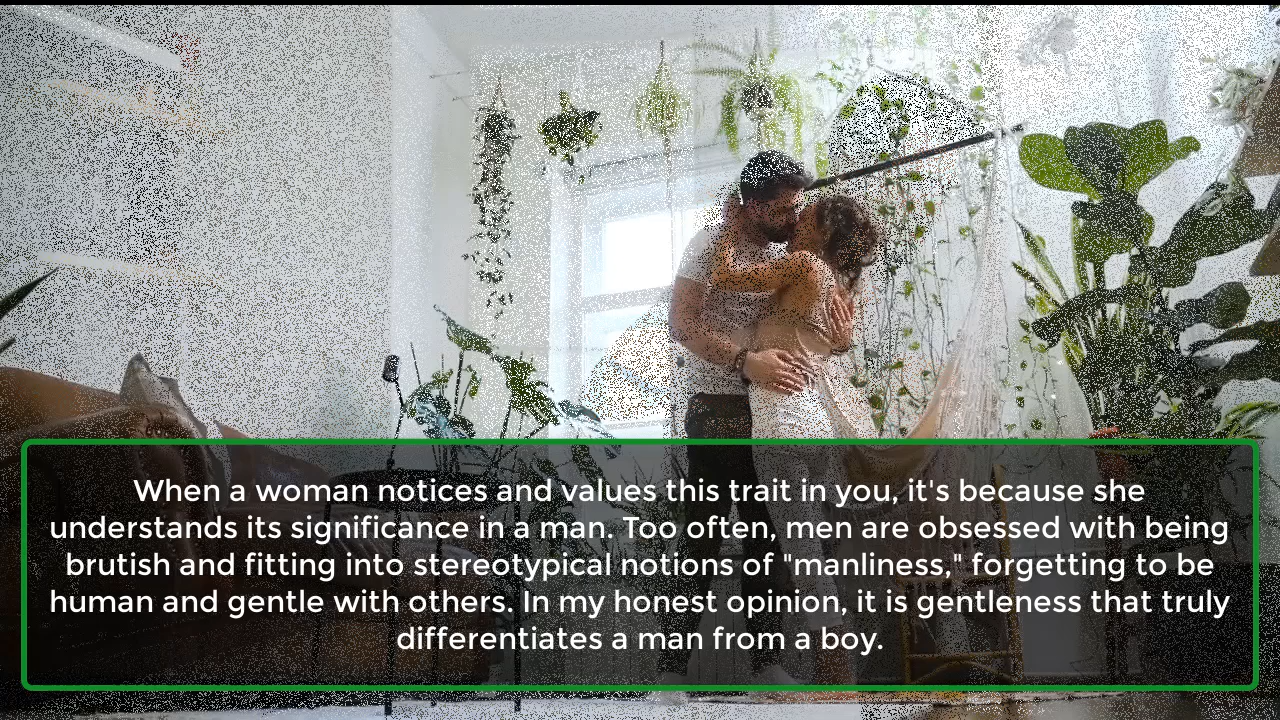 When a woman notices and values this trait in you, it's because she
understands its significance in a man. Too often, men are obsessed with being
brutish and fitting into stereotypical notions of "manliness," forgetting to be
human and gentle with others. In my honest opinion, it is gentleness that truly
differentiates a man from a boy.